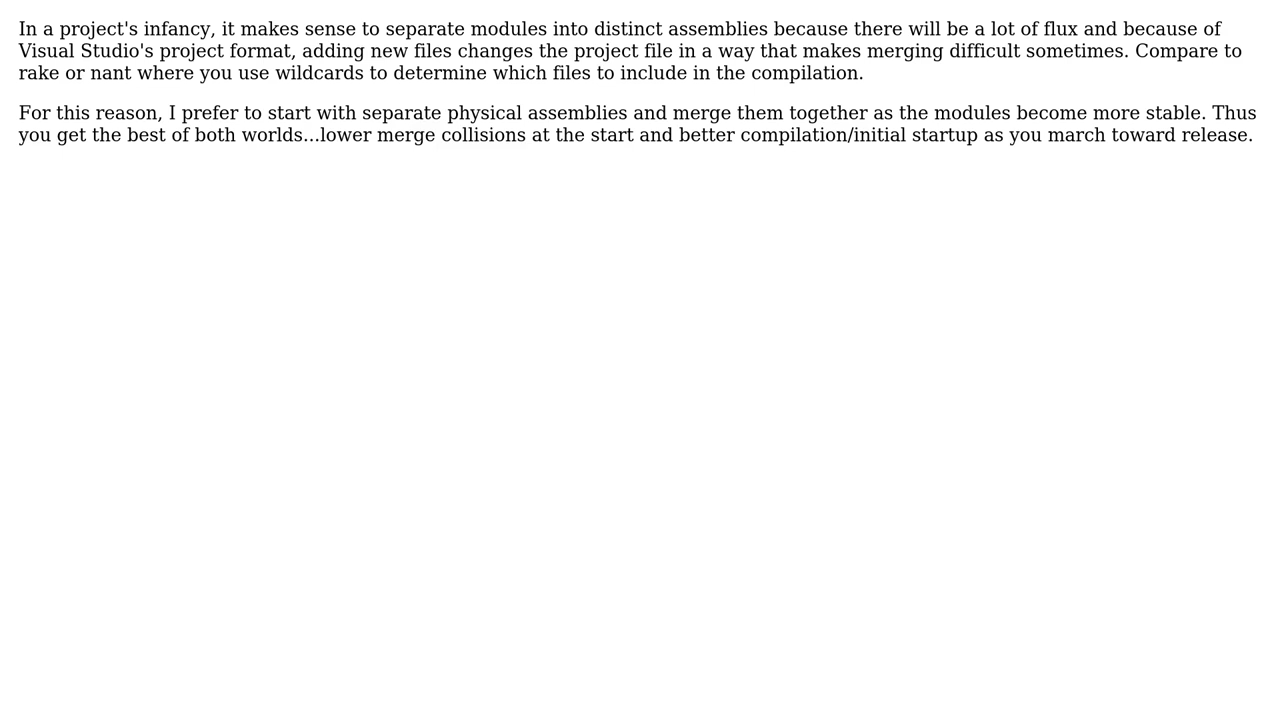 In a project's infancy, it makes sense to separate modules into distinct assemblies because there will be a lot of flux and because of
Visual Studio's project format, adding new files changes the project file in a way that makes merging difficult sometimes. Compare to
rake or nant where you use wildcards to determine which files to include in the compilation.
For this reason, I prefer to start with separate physical assemblies and merge them together as the modules become more stable. Thus
you get the best of both worlds...lower merge collisions at the start and better compilation/initial startup as you march toward release.